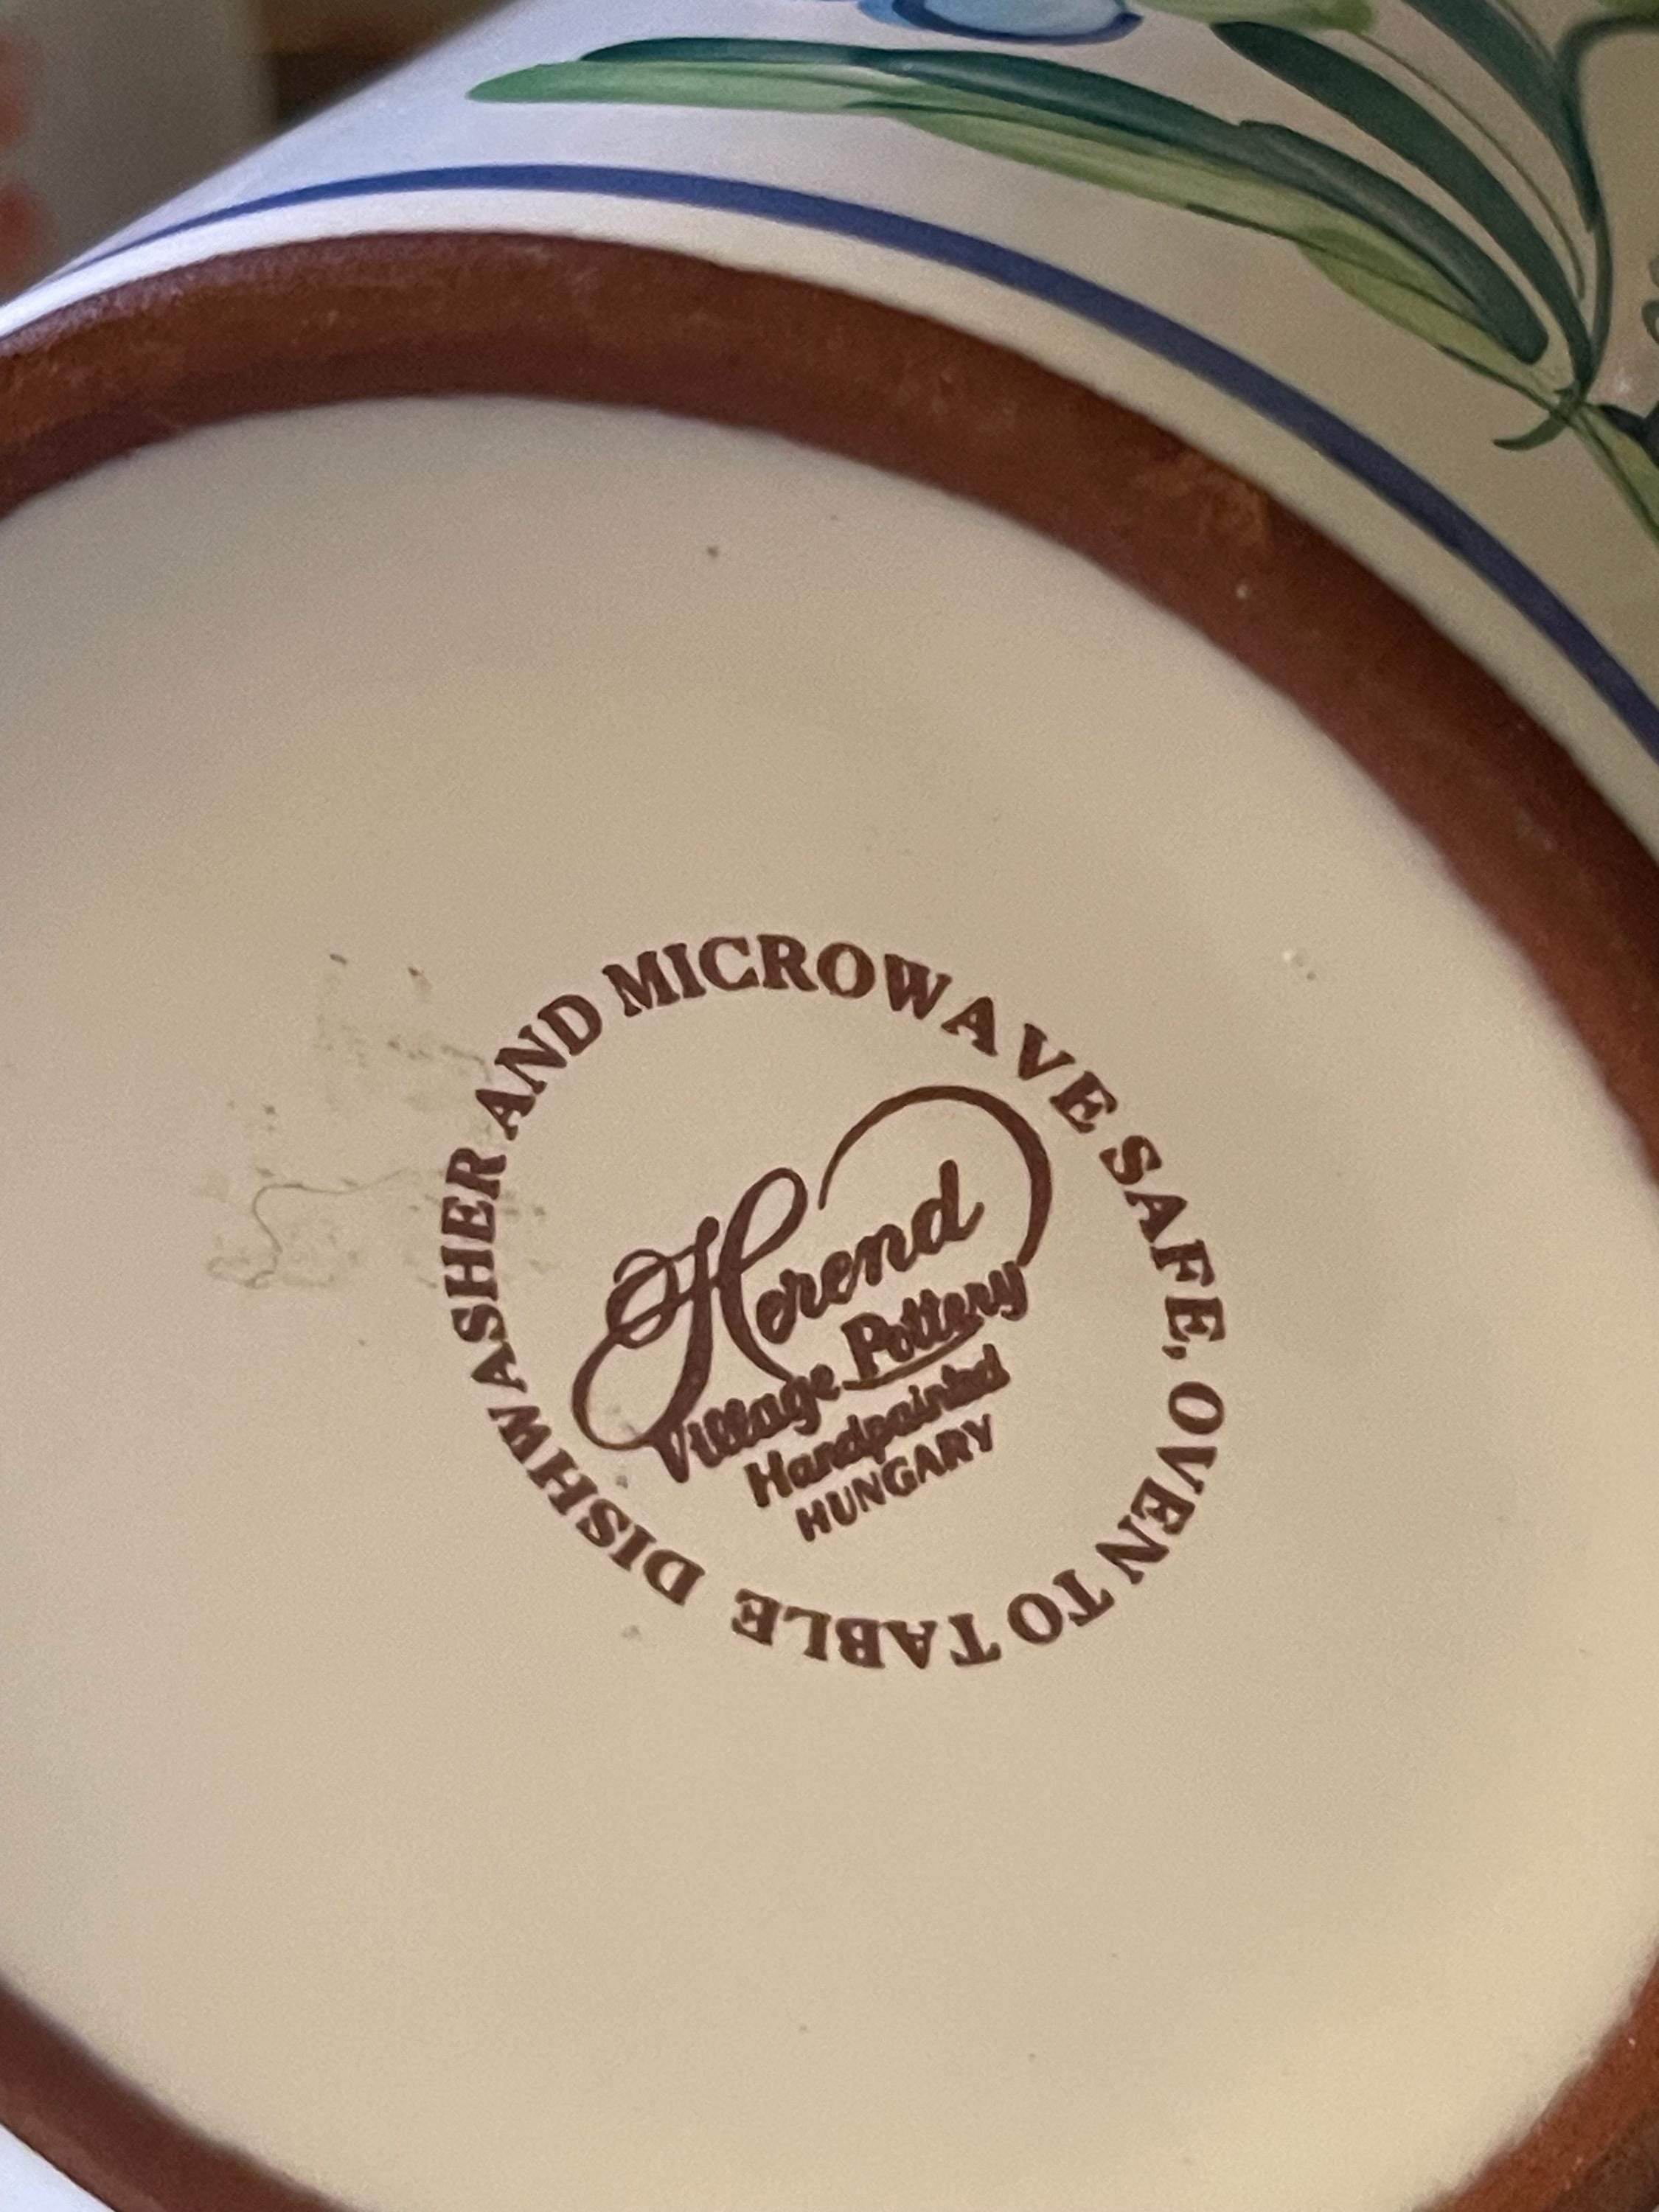 DISHWASHER AND MICROWAVE SAFE, OVEN TO TABLE
Herend
Village Pottery
Handpainted
HUNGARY